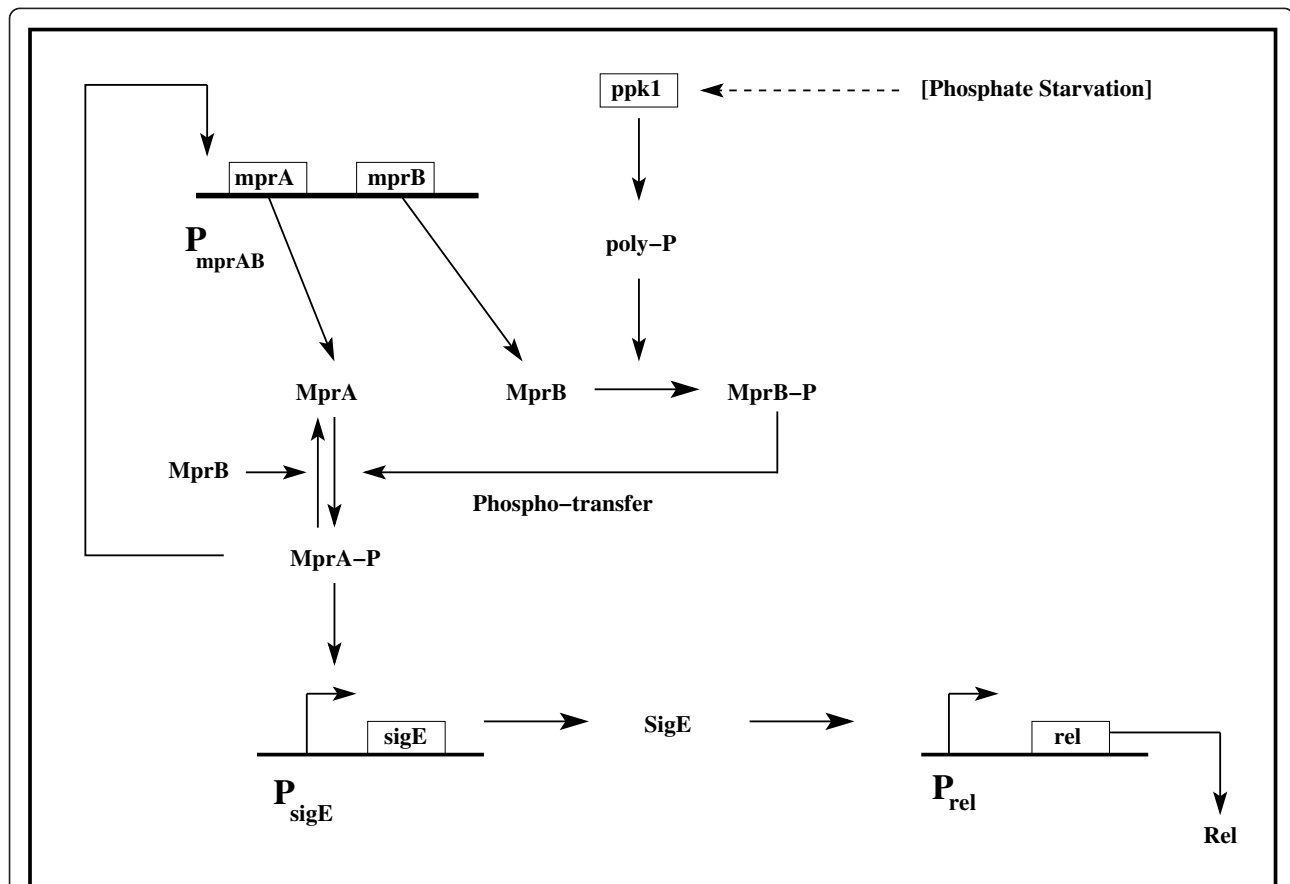 ppk1
[Phosphate Starvation]
mprA
mprB
PmprAB
poly–P
MprA
MprB
MprB–P
MprB
Phospho–transfer
MprA–P
sigE
SigE
rel
PsigE
Prel
Rel